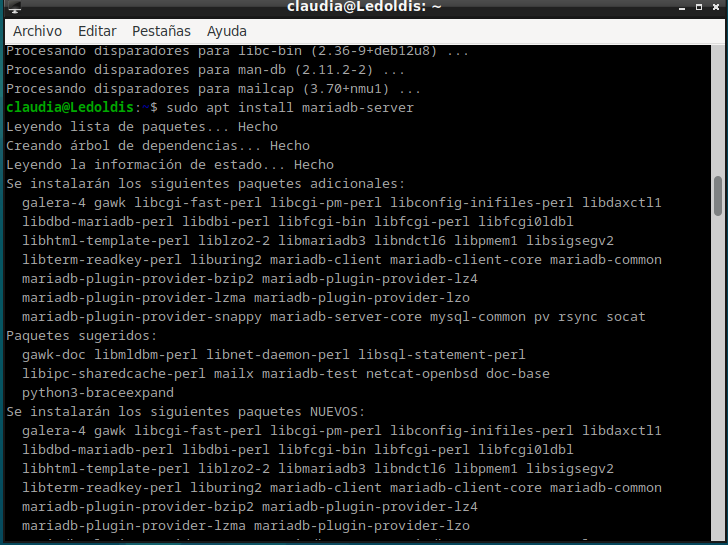 claudia@Ledoldis: ~
Archivo Editar Pestañas Ayuda
Procesando disparadores para libc-bin (2.36-9+deb12u8) ...
Procesando disparadores para man-db (2.11.2-2) ...
Procesando disparadores para mailcap (3.70+nmu1) ...
claudia@Ledoldis:~$ sudo apt install mariadb-server
Leyendo lista de paquetes... Hecho
Creando árbol de dependencias... Hecho
Leyendo la información de estado... Hecho
Se instalarán los siguientes paquetes adicionales:
galera-4 gawk libcgi-fast-perl libcgi-pm-perl libconfig-inifiles-perl libdaxctl1
libdbd-mariadb-perl libdbi-perl libfcgi-bin libfcgi-perl libfcgi0ldbl
libhtml-template-perl liblzo2-2 libmariadb3 libndctl6 libpmem1 libsigsegv2
libterm-readkey-perl liburing2 mariadb-client mariadb-client-core mariadb-common
mariadb-plugin-provider-bzip2 mariadb-plugin-provider-lz4
mariadb-plugin-provider-lzma mariadb-plugin-provider-lzo
mariadb-plugin-provider-snappy mariadb-server-core mysql-common pv rsync socat
Paquetes sugeridos:
gawk-doc libmldbm-perl libnet-daemon-perl libsql-statement-perl
libipc-sharedcache-perl mailx mariadb-test netcat-openbsd doc-base
python3-braceexpand
Se instalarán los siguientes paquetes NUEVOS:
galera-4 gawk libcgi-fast-perl libcgi-pm-perl libconfig-inifiles-perl libdaxctl1
libdbd-mariadb-perl libdbi-perl libfcgi-bin libfcgi-perl libfcgi0ldbl
libhtml-template-perl liblzo2-2 libmariadb3 libndctl6 libpmem1 libsigsegv2
libterm-readkey-perl liburing2 mariadb-client mariadb-client-core mariadb-common
mariadb-plugin-provider-bzip2 mariadb-plugin-provider-lz4
mariadb-plugin-provider-lzma mariadb-plugin-provider-lzo